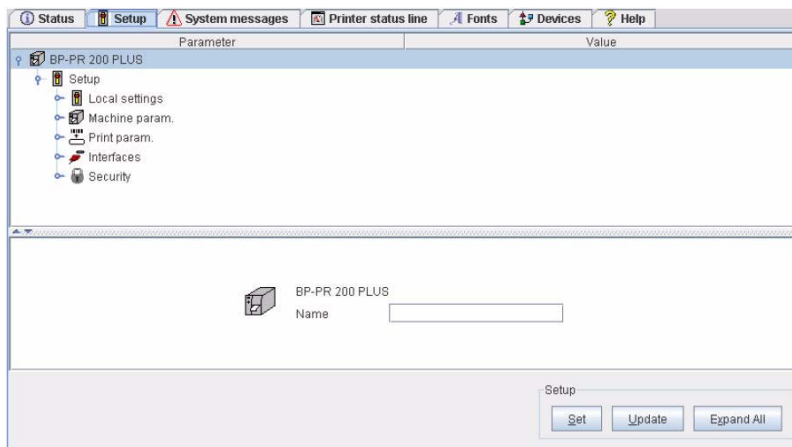 Status Setup System messages Printer status line Fonts Devices Help
Parameter Value
BP-PR 200 PLUS
Setup
Local settings
Machine param.
Print param.
Interfaces
Security
BP-PR 200 PLUS
Name
Setup
Set Update Expand All